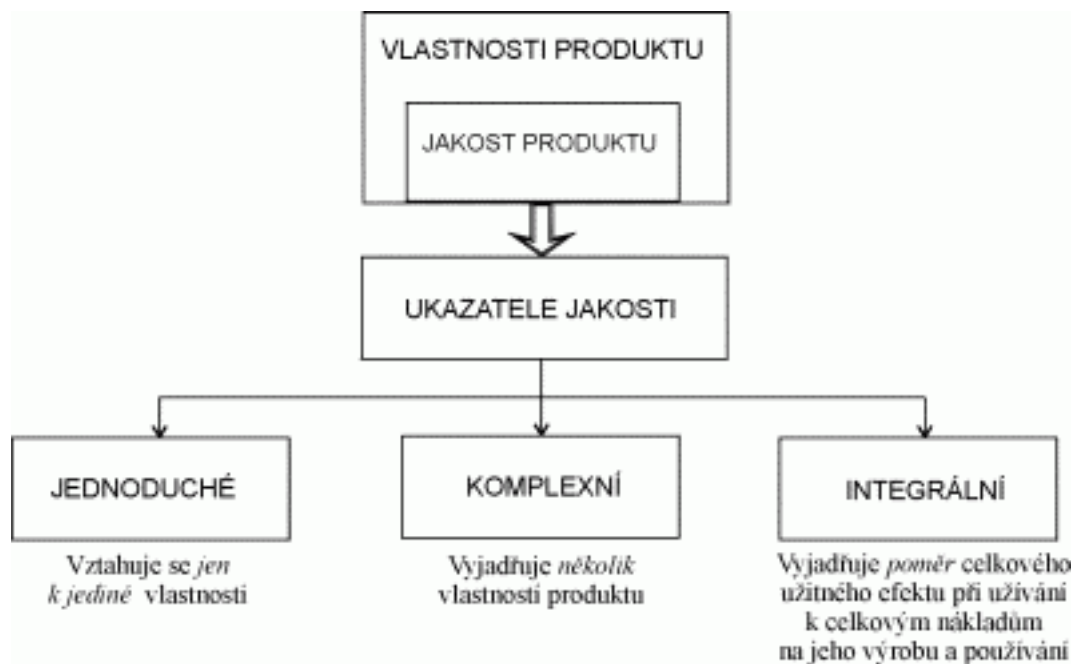 VLASTNOSTI PRODUKTU
JAKOST PRODUKTU
UKAZATELE JAKOSTI
JEDNODUCHÉ
Vztahuje se jen
k jediné vlastnosti
KOMPLEXNÍ
Vyjadřuje několik
vlastností produktu
INTEGRÁLNÍ
Vyjadřuje poměr celkového
užitného efektu při užívání
k celkovým nákladům
na jeho výrobu a používání